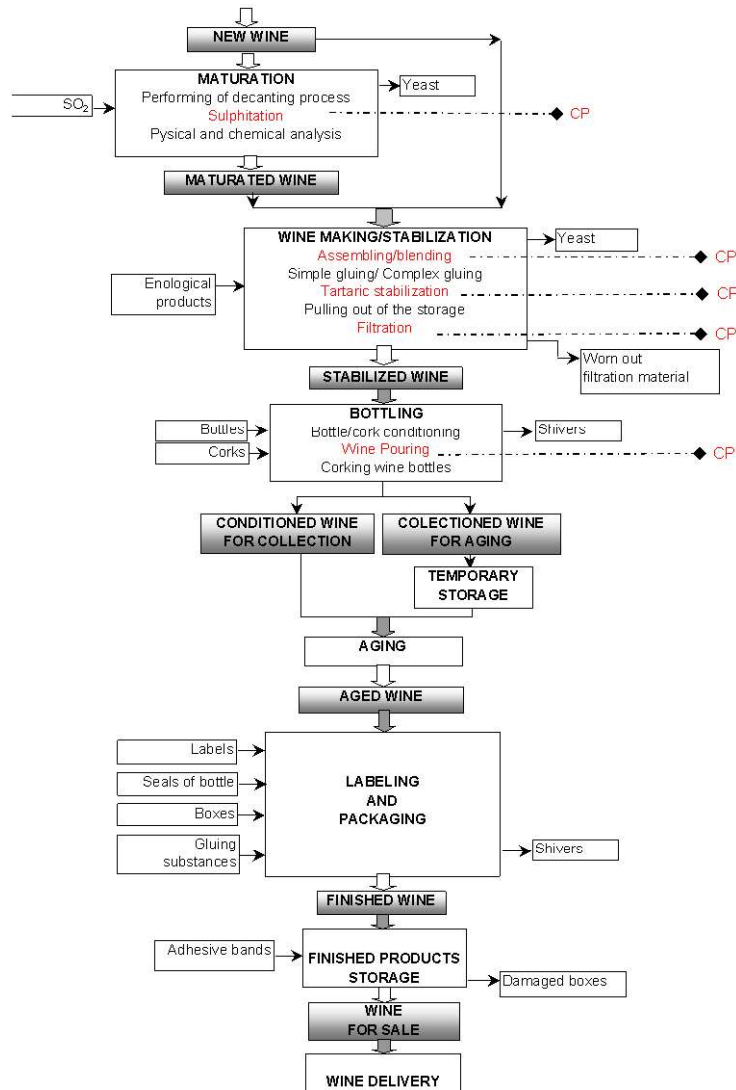 NEW WINE
MATURATION
Performing of decanting process
Sulphitation
Pysical and chemical analysis
SO2
Yeast
CP
MATURATED WINE
WINE MAKING/STABILIZATION
Assembling/blending
Simple gluing/ Complex gluing
Tartaric stabilization
Pulling out of the storage
Filtration
Enological
products
Yeast
CP
CP
CP
Worn out
filtration material
STABILIZED WINE
BOTTLING
Bottle/cork conditioning
Wine Pouring
Corking wine bottles
Bottles
Corks
Shivers
CP
CONDITIONED WINE
FOR COLLECTION
COLECTIONED WINE
FOR AGING
TEMPORARY
STORAGE
AGING
AGED WINE
Labels
Seals of bottle
Boxes
Gluing
substances
LABELING
AND
PACKAGING
Shivers
FINISHED WINE
Adhesive bands
FINISHED PRODUCTS
STORAGE
Damaged boxes
WINE
FOR SALE
WINE DELIVERY